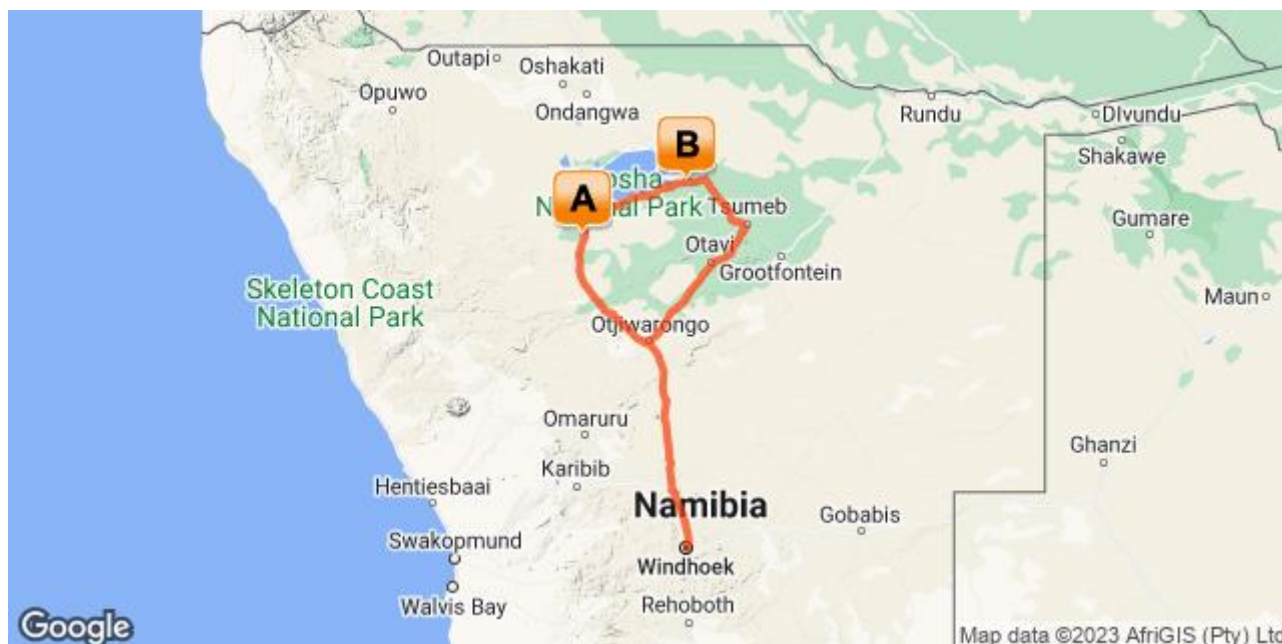 Outapi
Oshakati
Opuwo
Ondangwa
Rundu
DIvundu
Shakawe
B
A
osha
N nal Park
Tsumeb
Otavi
Grootfontein
Gumare
Maun
Skeleton Coast
National Park
Otjiwarongo
Omaruru
Karibib
Ghanzi
Hentiesbaai
Namibia
Gobabis
Swakopmund
Windhoek
Walvis Bay
Rehoboth
Google
Map data ©2023 AfriGIS (Pty) Ltd